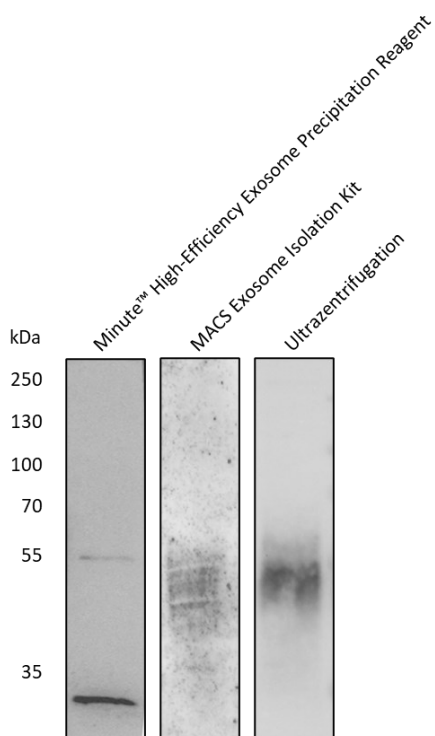 Minute™ High-Efficiency Exosome Precipitation Reagent
MACS Exosome Isolation Kit
Ultrazentrifugation
kDa
250
130
100
70
55
35